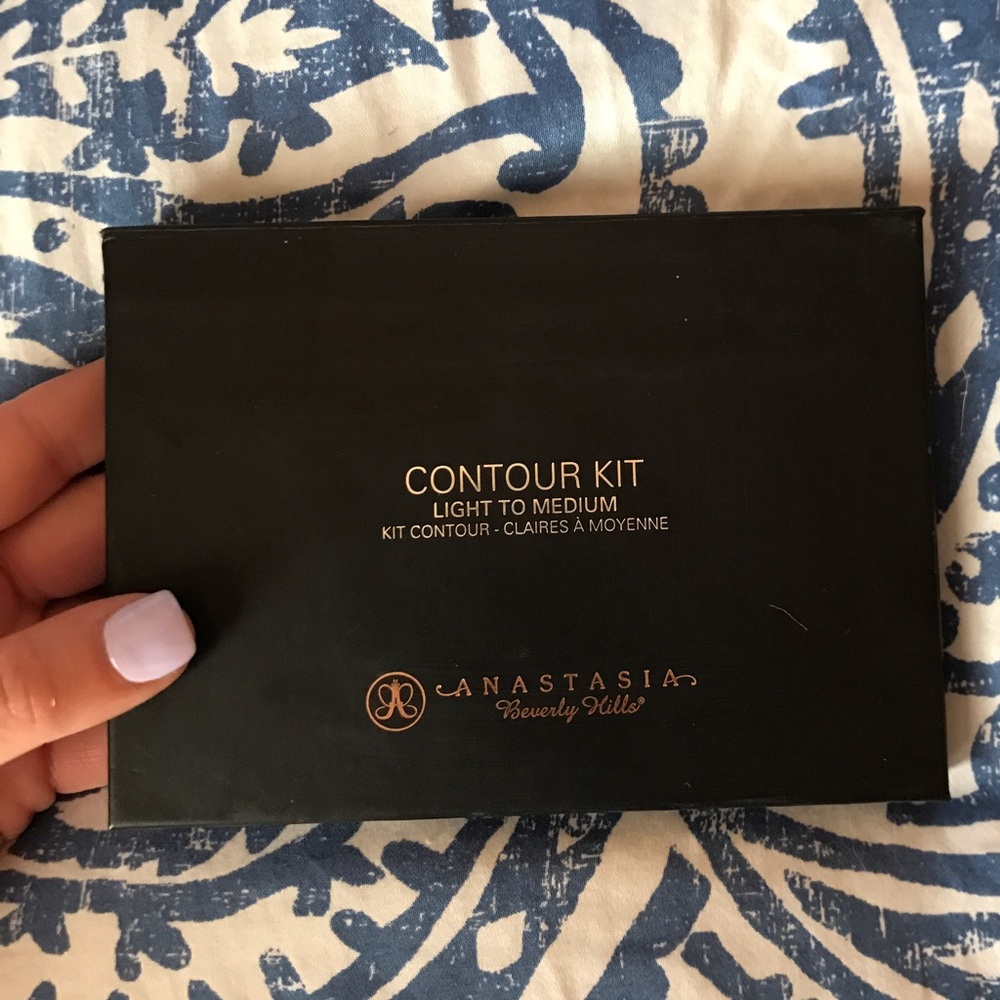 CONTOUR KIT
LIGHT TO MEDIUM
KIT CONTOUR - CLAIRES À MOYENNE
ANASTASIA
Beverly Hills®